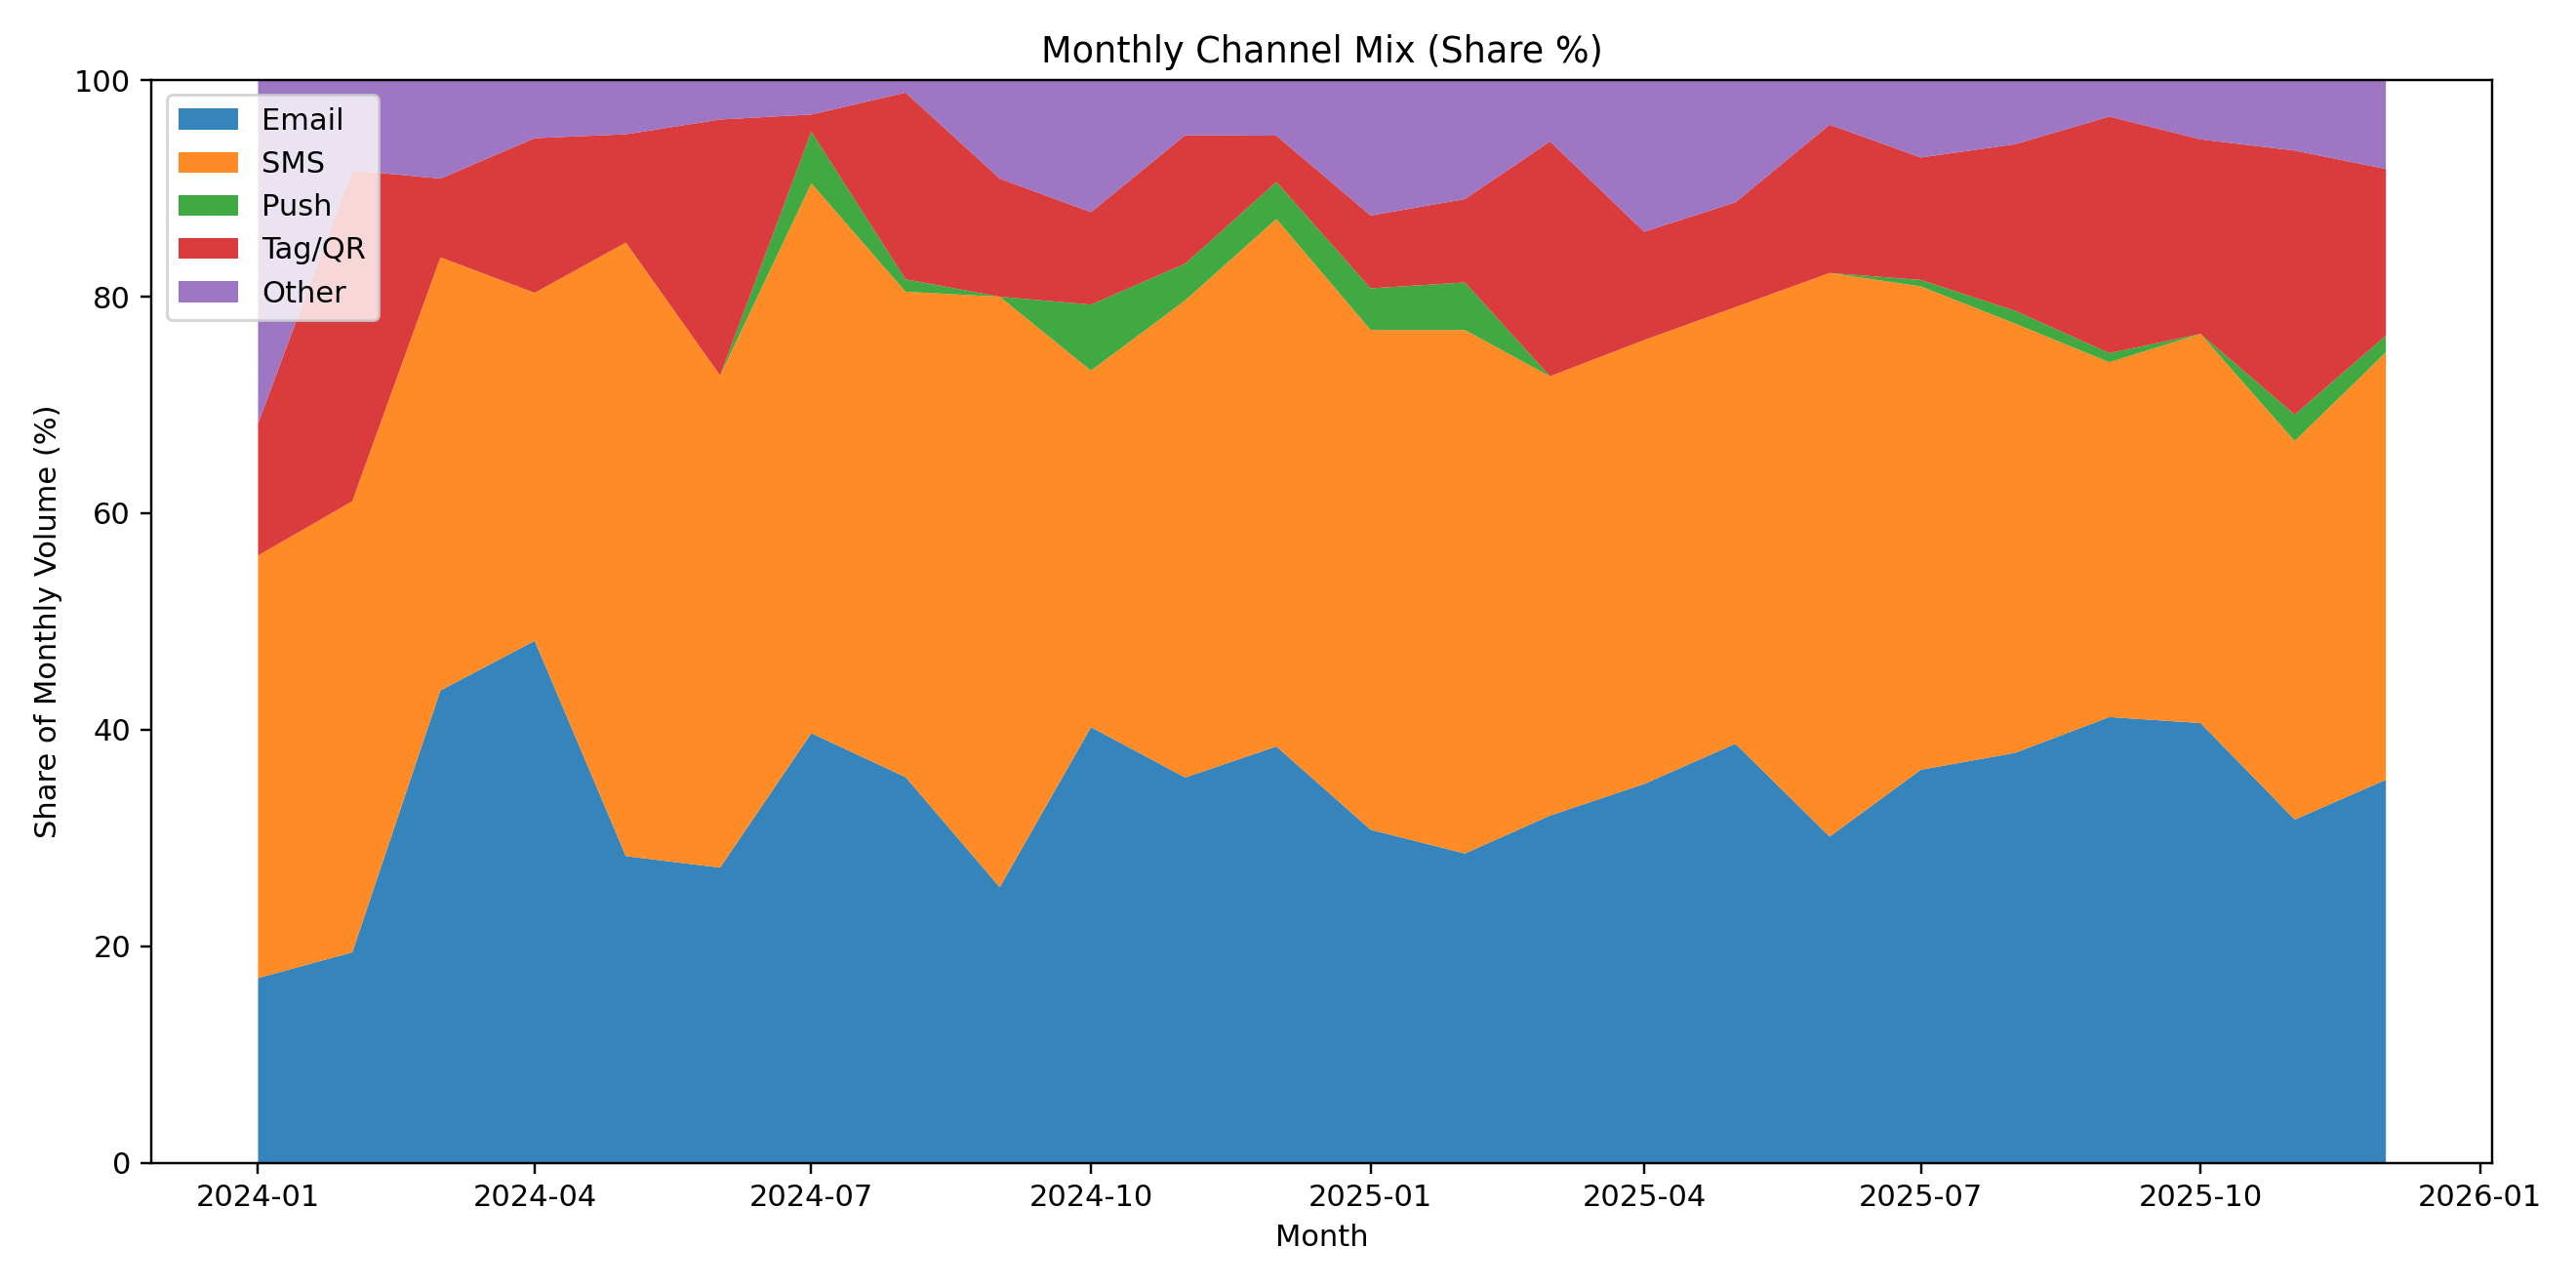 Monthly Channel Mix (Share %)
100
80
60
40
20
0
Share of Monthly Volume (%)
Email
SMS
Push
Tag/QR
Other
2024-01
2024-04
2024-07
2024-10
2025-01
2025-04
2025-07
2025-10
2026-01
Month